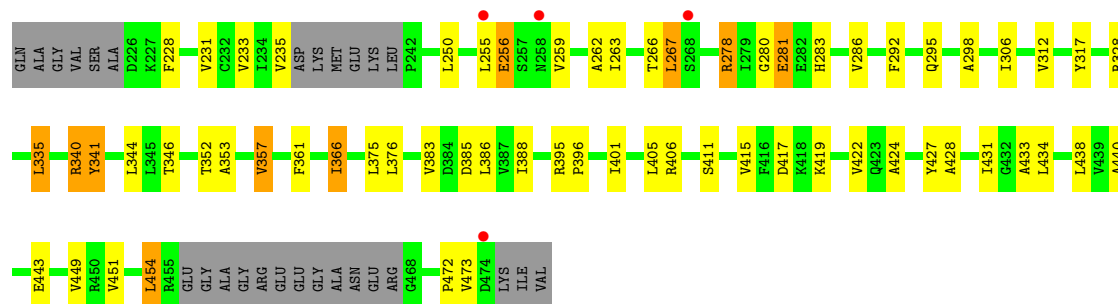 GLN ALA GLY VAL SER ALA D226 K227 F228 V231 C232 V233 I234 V235 ASP LYS MET GLU LYS LEU P242 L250 L255 E256 S257 N258 V259 A262 I263 T266 L267 S268 R278 I279 G280 E281 E282 H283 V286 F292 Q295 A298 I306 V312 Y317
L335 R340 Y341 L344 L345 T346 T352 A353 V357 F361 I366 L375 L376 V383 D384 D385 L386 V387 I388 R395 P396 I401 L405 R406 S411 V415 F416 D417 K418 K419 V422 Q423 A424 Y427 A428 I431 G432 A433 L434 L438 V439
E443 V449 R450 V451 L454 R455 GLU GLY ALA GLY ARG GLU GLU GLY ALA ASN GLU ARG G468 P472 V473 D474 LYS ILE VAL